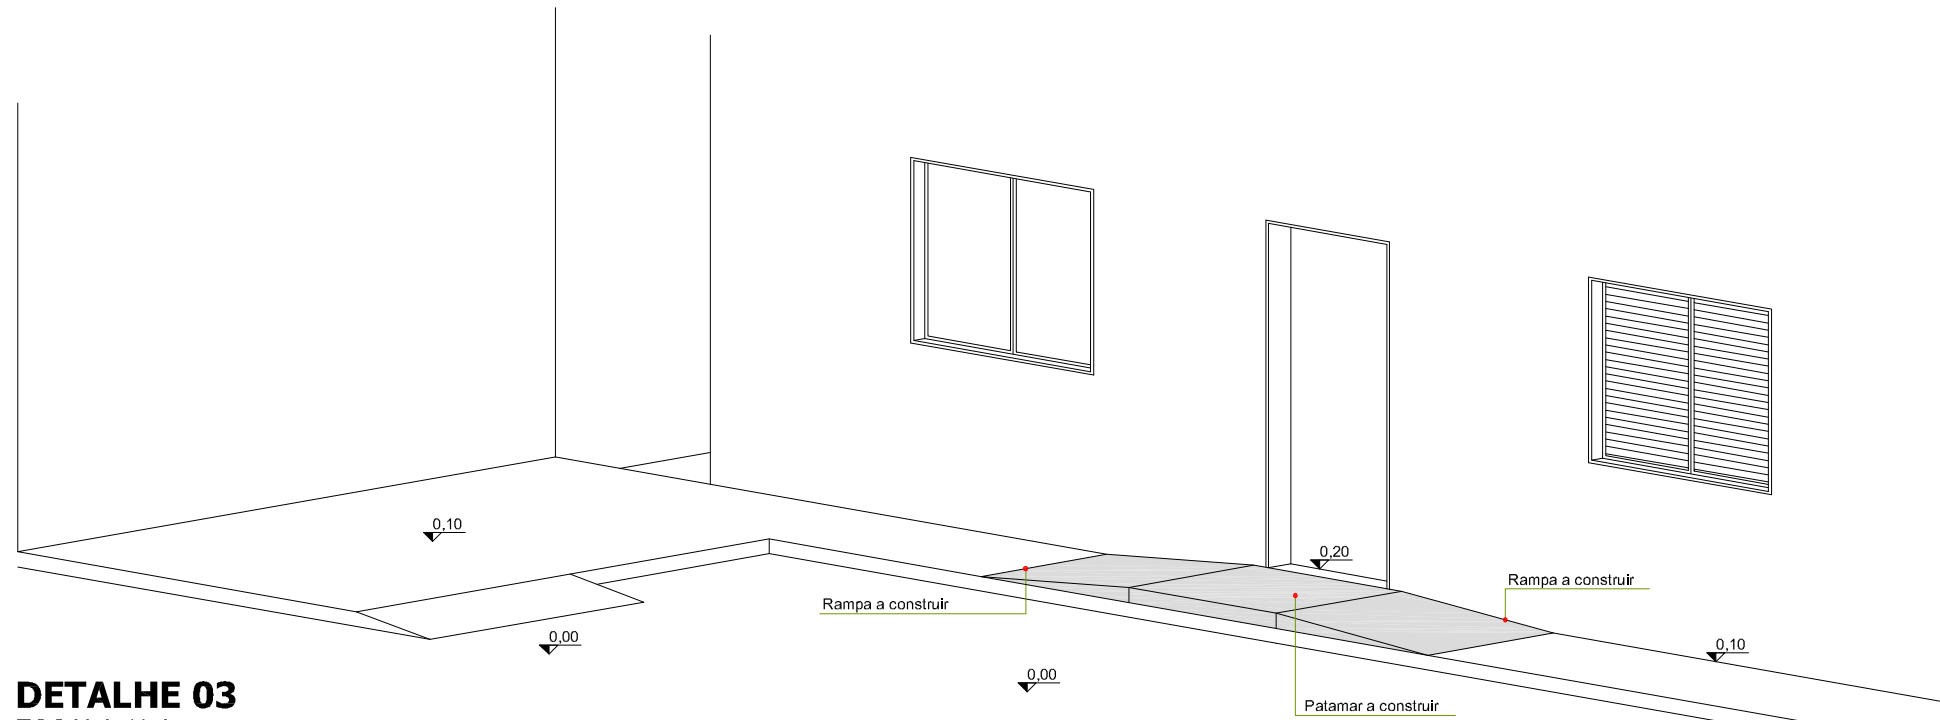 0,10
0,20
Rampa a construir
Rampa a construir
0,00
0,10
0,00
DETALHE 03
Patamar a construir